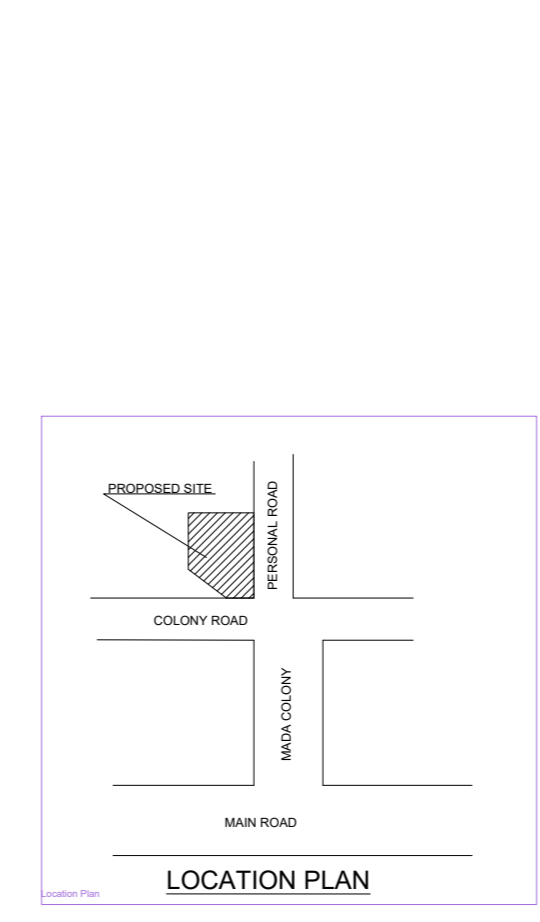 PROPOSED SITE
PERSONAL ROAD
COLONY ROAD
MADA COLONY
MAIN ROAD
LOCATION PLAN
Location Plan